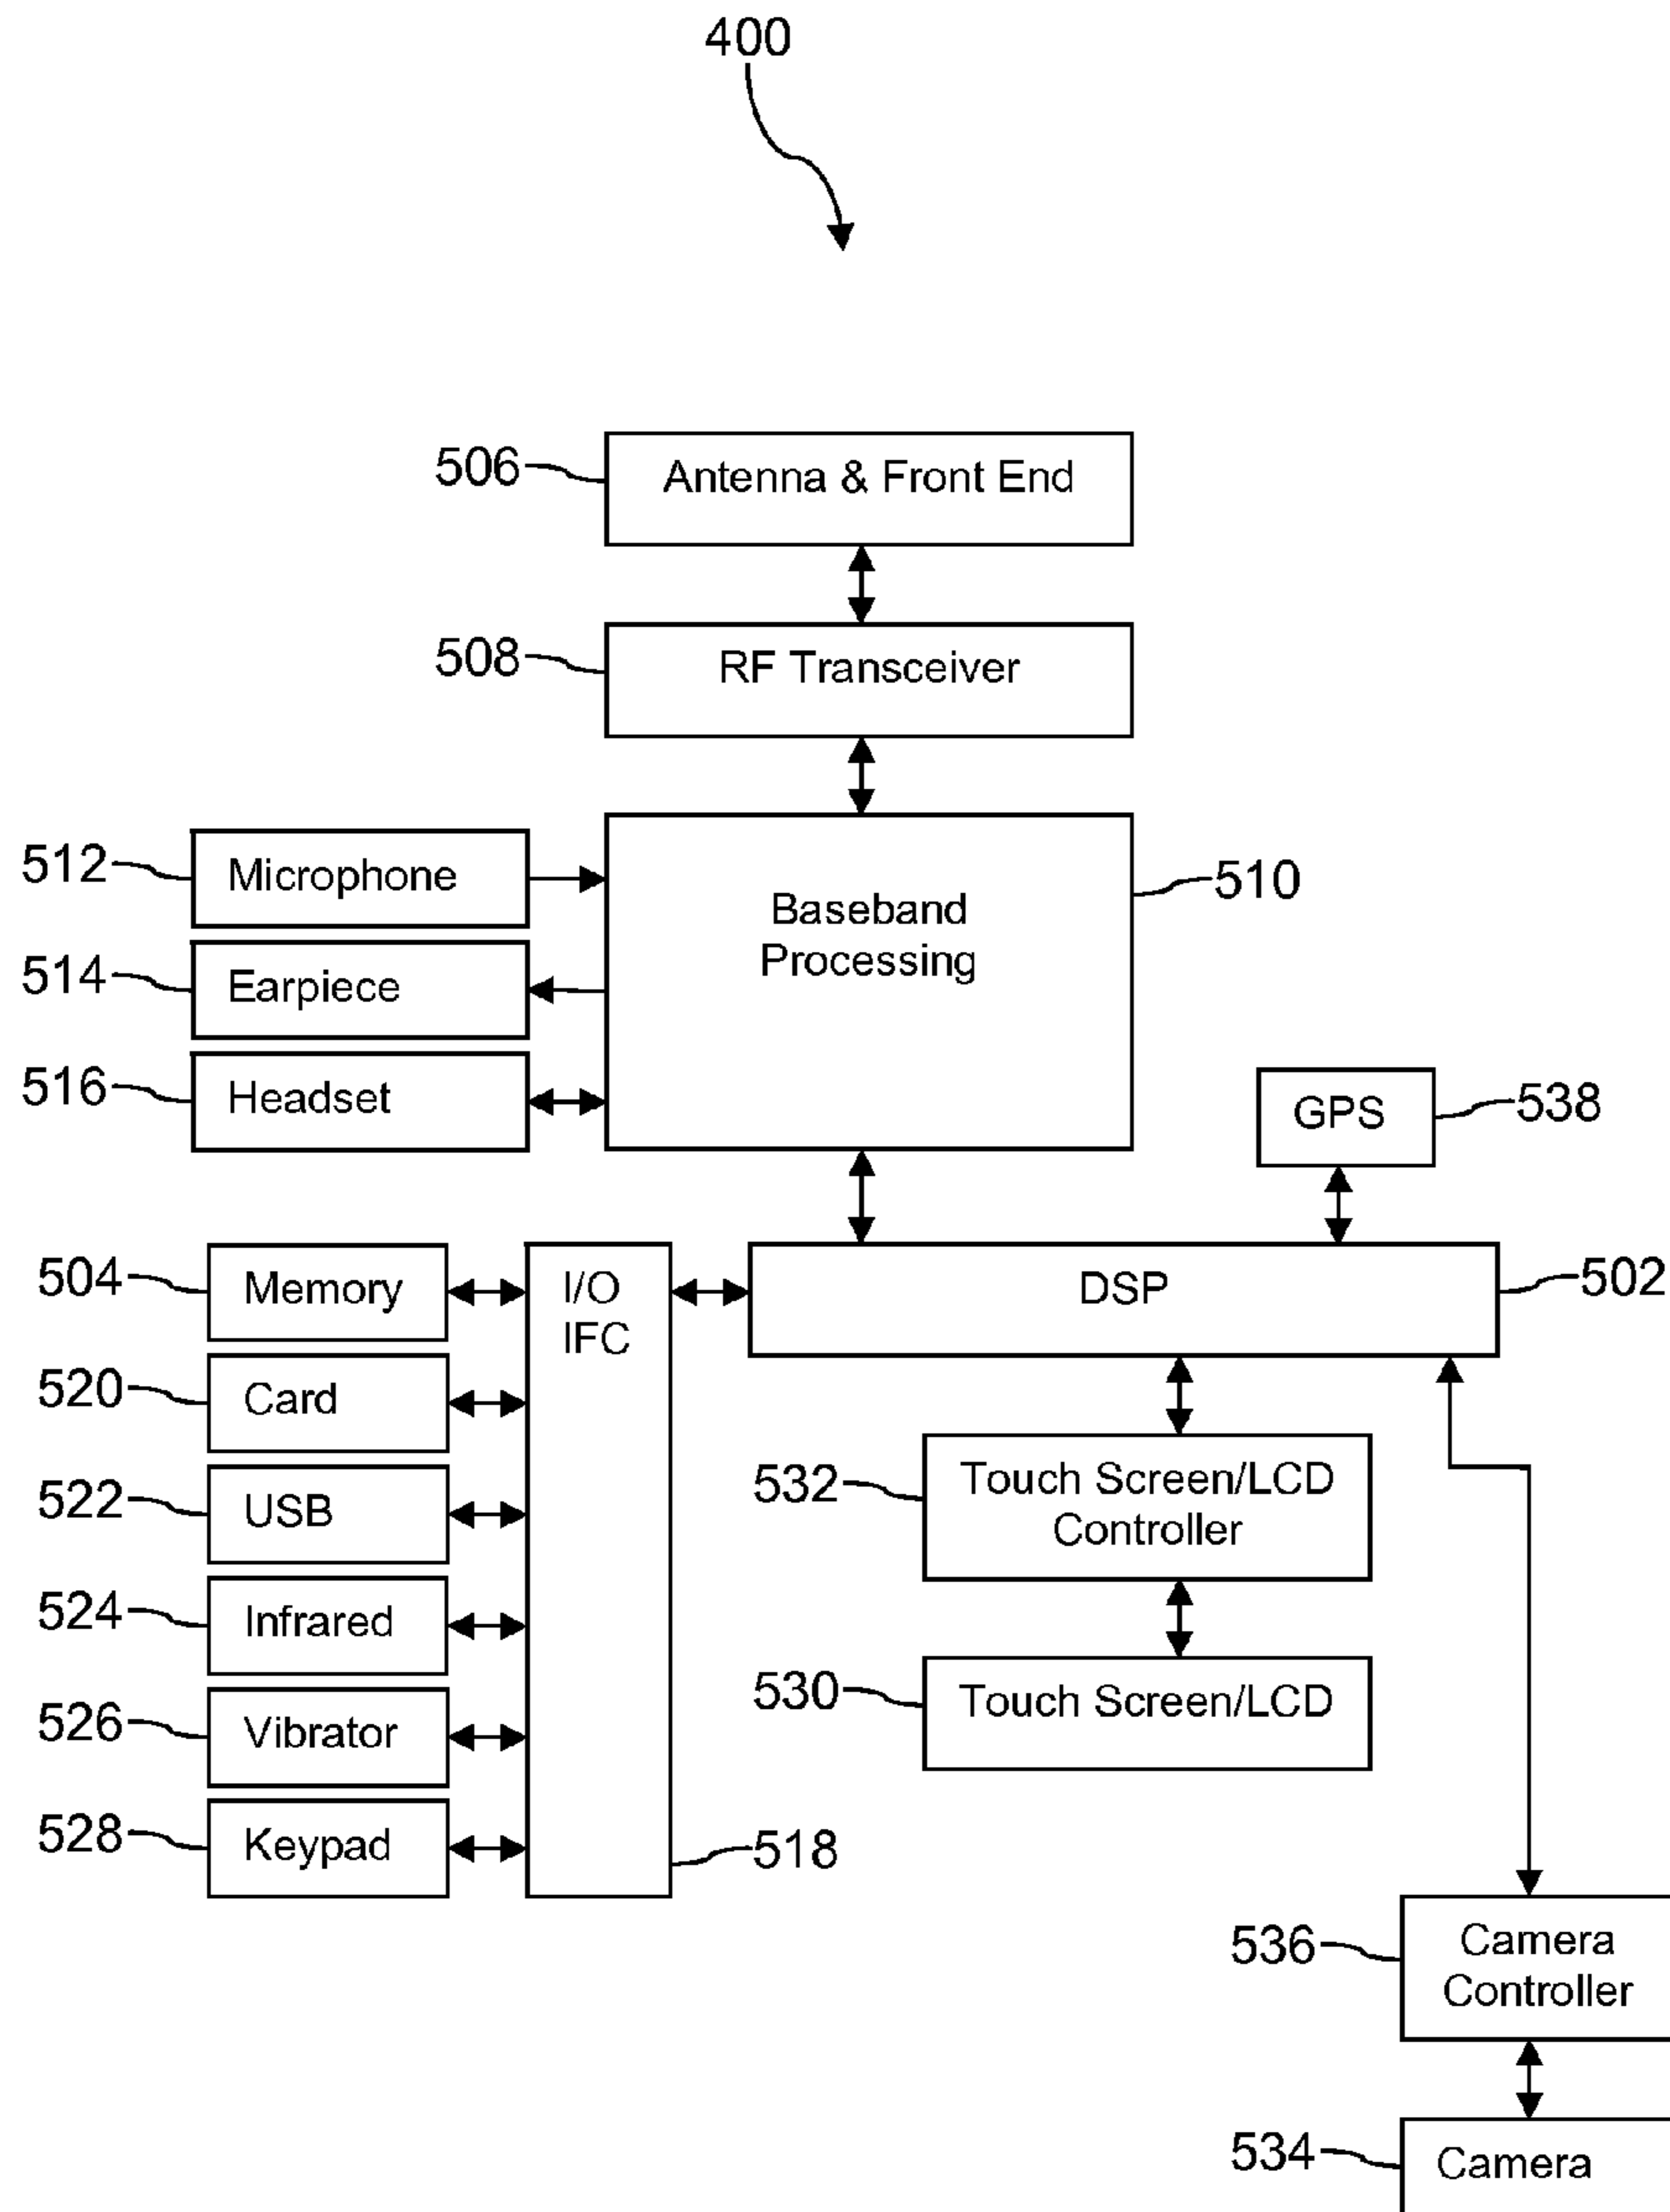 400
506
Antenna & Front End
508
RF Transceiver
512
Microphone
Baseband
Processing
510
514
Earpiece
516
Headset
GPS
538
504
Memory
I/O
IFC
DSP
502
520
Card
522
USB
532
Touch Screen/LCD
Controller
524
Infrared
530
Touch Screen/LCD
526
Vibrator
528
Keypad
518
536
Camera
Controller
534
Camera